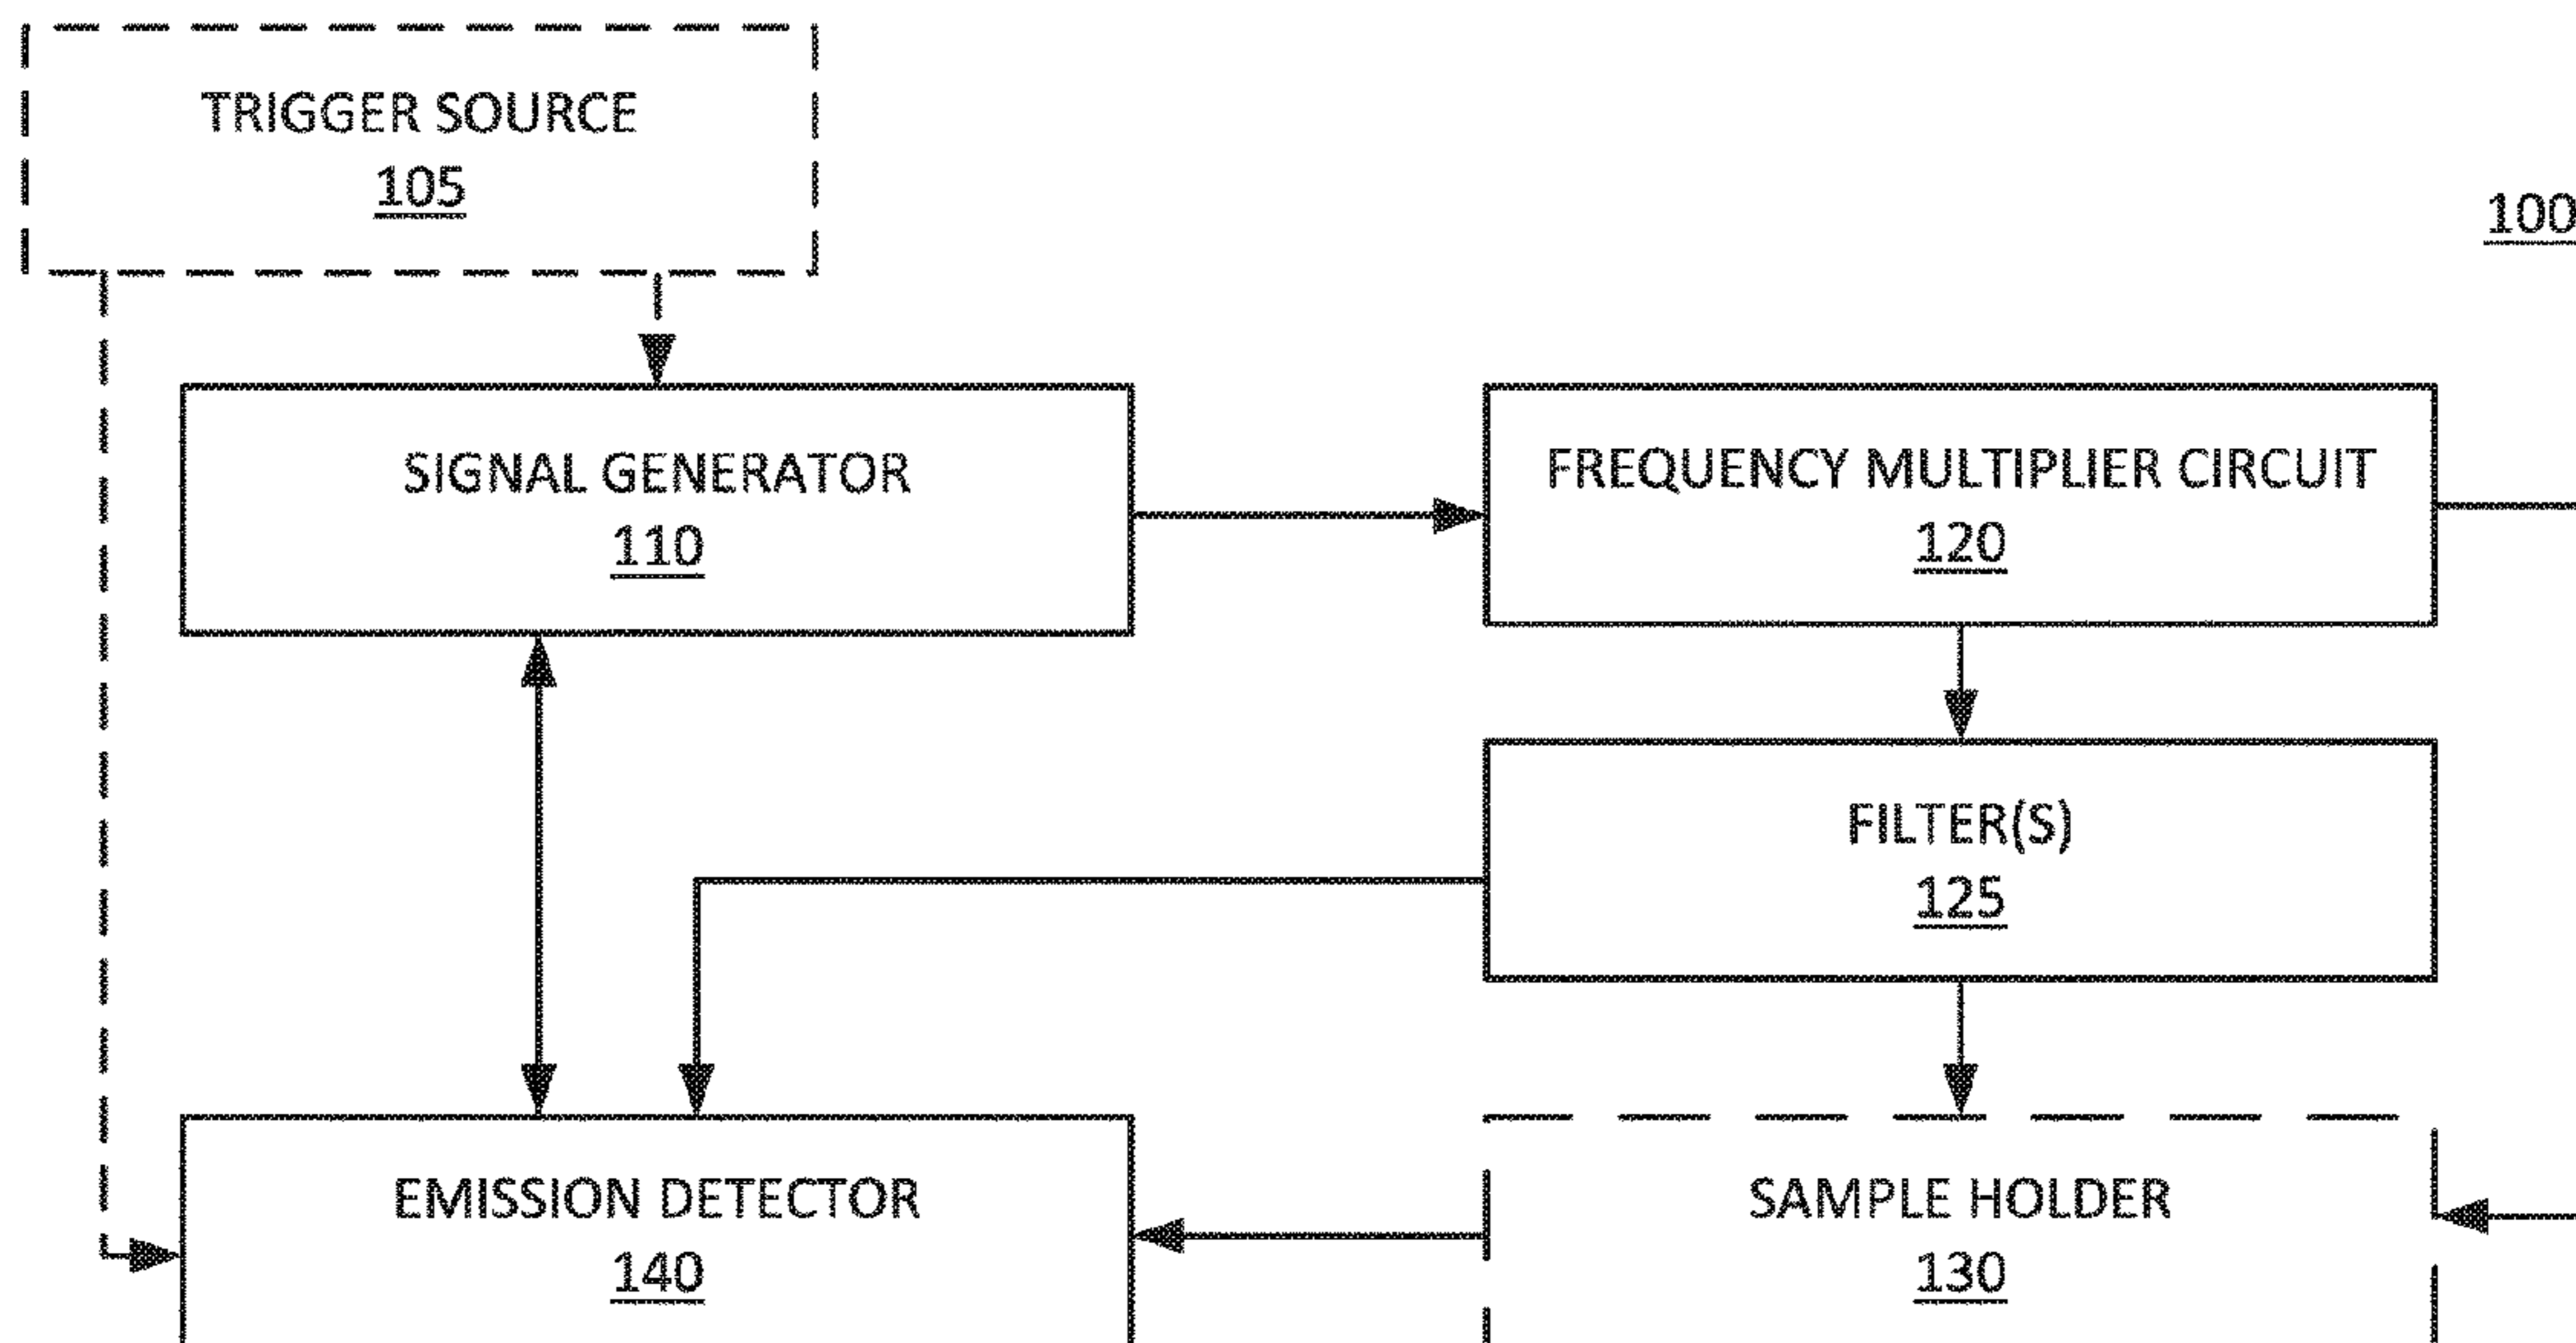 TRIGGER SOURCE
105
100
SIGNAL GENERATOR
110
FREQUENCY MULTIPLIER CIRCUIT
120
FILTER(S)
125
EMISSION DETECTOR
140
SAMPLE HOLDER
130